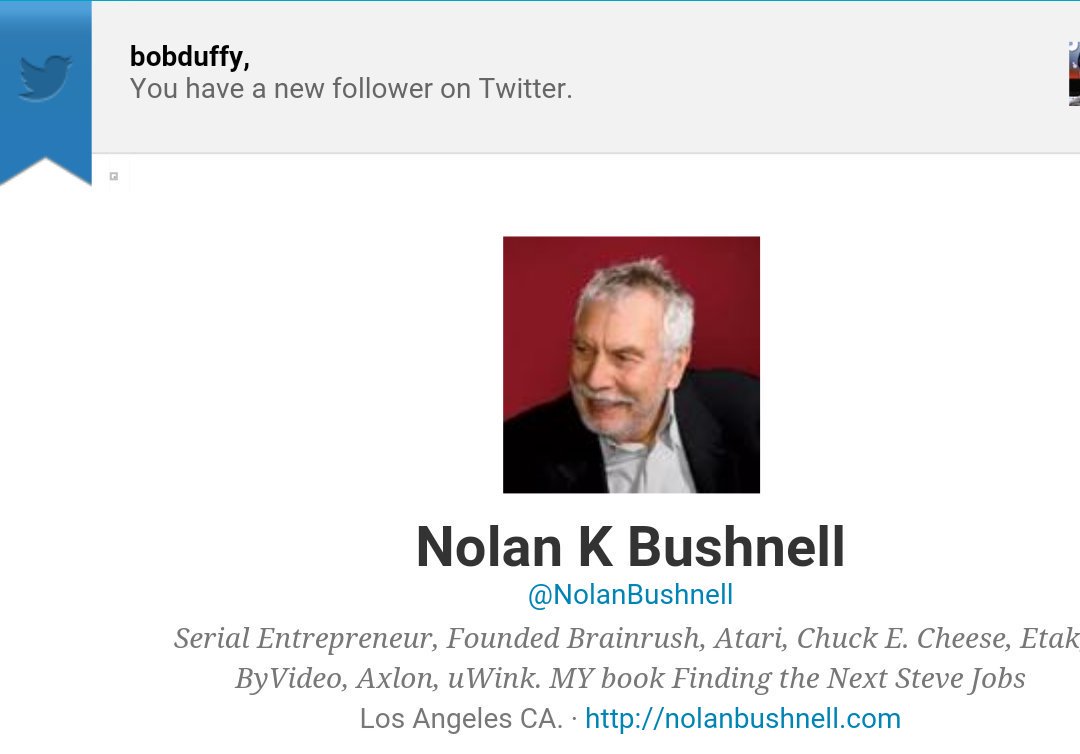 bobduffy,
You have a new follower on Twitter.
Nolan K Bushnell
@NolanBushnell
Serial Entrepreneur, Founded Brainrush, Atari, Chuck E. Cheese, Etak,
ByVideo, Axlon, uWink. MY book Finding the Next Steve Jobs
Los Angeles CA. · http://nolanbushnell.com